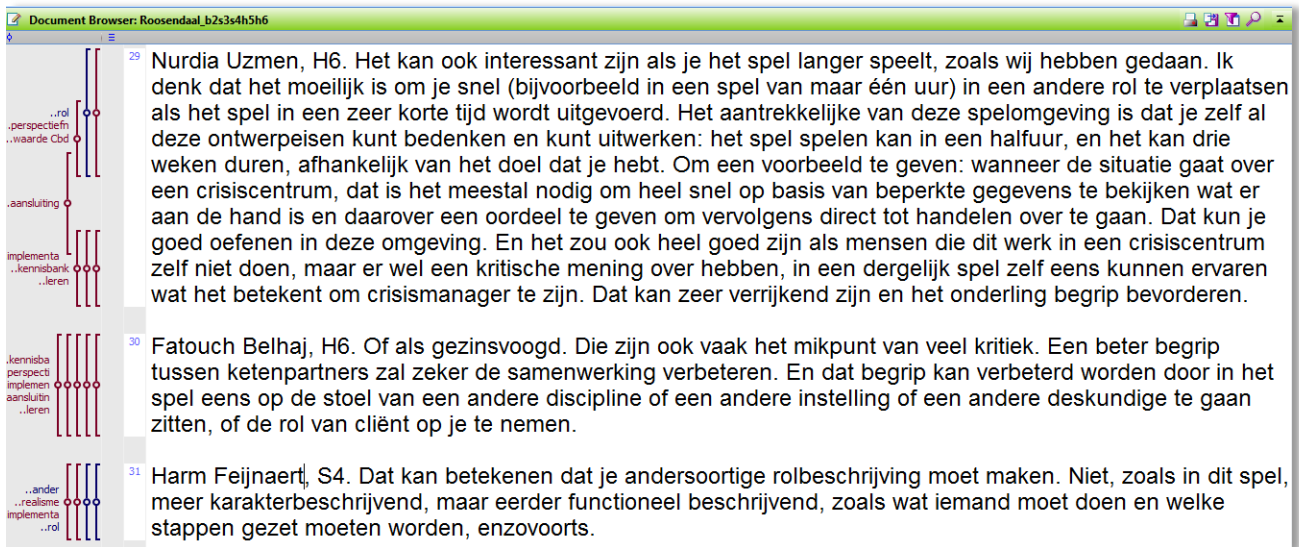 Document Browser: Roosendaal_b2s3s4h5h6
29 Nurdia Uzmen, H6. Het kan ook interessant zijn als je het spel langer speelt, zoals wij hebben gedaan. Ik
denk dat het moeilijk is om je snel (bijvoorbeeld in een spel van maar één uur) in een andere rol te verplaatsen
..rol
als het spel in een zeer korte tijd wordt uitgevoerd. Het aantrekkelijke van deze spelomgeving is dat je zelf al
.perspectiefn
deze ontwerpeisen kunt bedenken en kunt uitwerken: het spel spelen kan in een halfuur, en het kan drie
..waarde Cbd
weken duren, afhankelijk van het doel dat je hebt. Om een voorbeeld te geven: wanneer de situatie gaat over
een crisiscentrum, dat is het meestal nodig om heel snel op basis van beperkte gegevens te bekijken wat er
.aansluiting
aan de hand is en daarover een oordeel te geven om vervolgens direct tot handelen over te gaan. Dat kun je
goed oefenen in deze omgeving. En het zou ook heel goed zijn als mensen die dit werk in een crisiscentrum
implementa
..kennisbank
zelf niet doen, maar er wel een kritische mening over hebben, in een dergelijk spel zelf eens kunnen ervaren
..leren
wat het betekent om crisismanager te zijn. Dat kan zeer verrijkend zijn en het onderling begrip bevorderen.
30 Fatouch Belhaj, H6. Of als gezinsvoogd. Die zijn ook vaak het mikpunt van veel kritiek. Een beter begrip
.kennisba
perspecti
tussen ketenpartners zal zeker de samenwerking verbeteren. En dat begrip kan verbeterd worden door in het
implemen
aansluitin
spel eens op de stoel van een andere discipline of een andere instelling of een andere deskundige te gaan
..leren
zitten, of de rol van cliënt op je te nemen.
31 Harm Feijnaert, S4. Dat kan betekenen dat je andersoortige rolbeschrijving moet maken. Niet, zoals in dit spel,
..ander
..realisme
meer karakterbeschrijvend, maar eerder functioneel beschrijvend, zoals wat iemand moet doen en welke
implementa
..rol
stappen gezet moeten worden, enzovoorts.